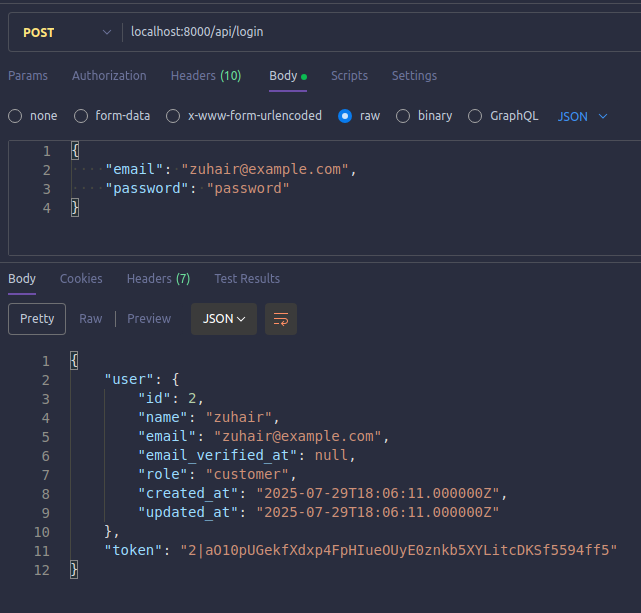 POST localhost:8000/api/login
Params Authorization Headers (10) Body Scripts Settings
none form-data x-www-form-urlencoded raw binary GraphQL JSON
1 {
2 "email": "zuhair@example.com",
3 "password": "password"
4 }
Body Cookies Headers (7) Test Results
Pretty Raw Preview JSON
1 {
2 "user": {
3 "id": 2,
4 "name": "zuhair",
5 "email": "zuhair@example.com",
6 "email_verified_at": null,
7 "role": "customer",
8 "created_at": "2025-07-29T18:06:11.000000Z",
9 "updated_at": "2025-07-29T18:06:11.000000Z"
10 },
11 "token": "2|aO10pUGekfXdxp4FpHIueOUyE0znkb5XYLitcDKSf5594ff5"
12 }